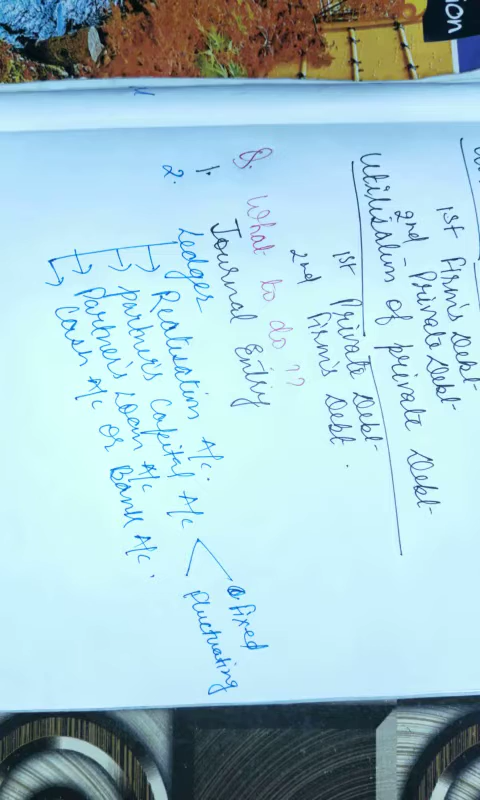 ion
1st Firm's Debt
2nd Private Debt
Utilisation of private Debt
1st Private Debt
2nd Firm's Debt.
Q. What to do??
1. Journal Entry
2. Ledger
Realisation A/c.
Partner's Capital A/c
Fixed
Fluctuating
Partner's Loan A/c
Cash A/c or Bank A/c.